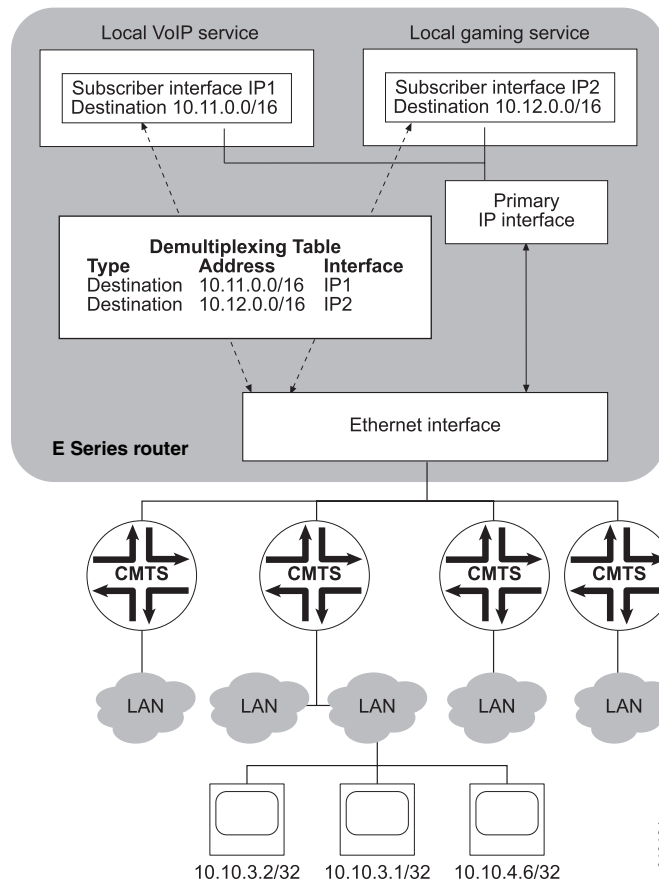 Local VoIP service
Local gaming service
Subscriber interface IP1
Destination 10.11.0.0/16
Subscriber interface IP2
Destination 10.12.0.0/16
Primary
IP interface
Demultiplexing Table
Type Address Interface
Destination 10.11.0.0/16 IP1
Destination 10.12.0.0/16 IP2
Ethernet interface
E Series router
CMTS CMTS CMTS CMTS
LAN LAN LAN LAN LAN
10.10.3.2/32 10.10.3.1/32 10.10.4.6/32